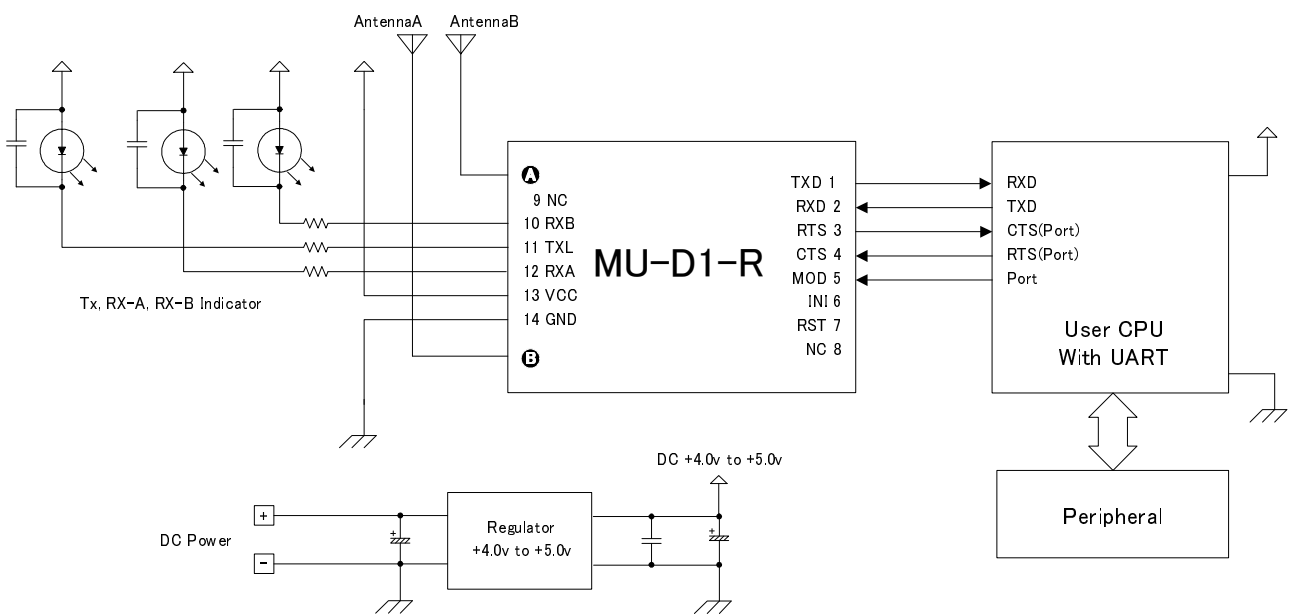 AntennaA AntennaB
A
9 NC
10 RXB
11 TXL
12 RXA
13 VCC
14 GND
B
MU-D1-R
TXD 1
RXD 2
RTS 3
CTS 4
MOD 5
INI 6
RST 7
NC 8
RXD
TXD
CTS(Port)
RTS(Port)
Port
User CPU
With UART
Tx, RX-A, RX-B Indicator
DC +4.0v to +5.0v
Peripheral
DC Power
+
-
+
Regulator
+4.0v to +5.0v
+